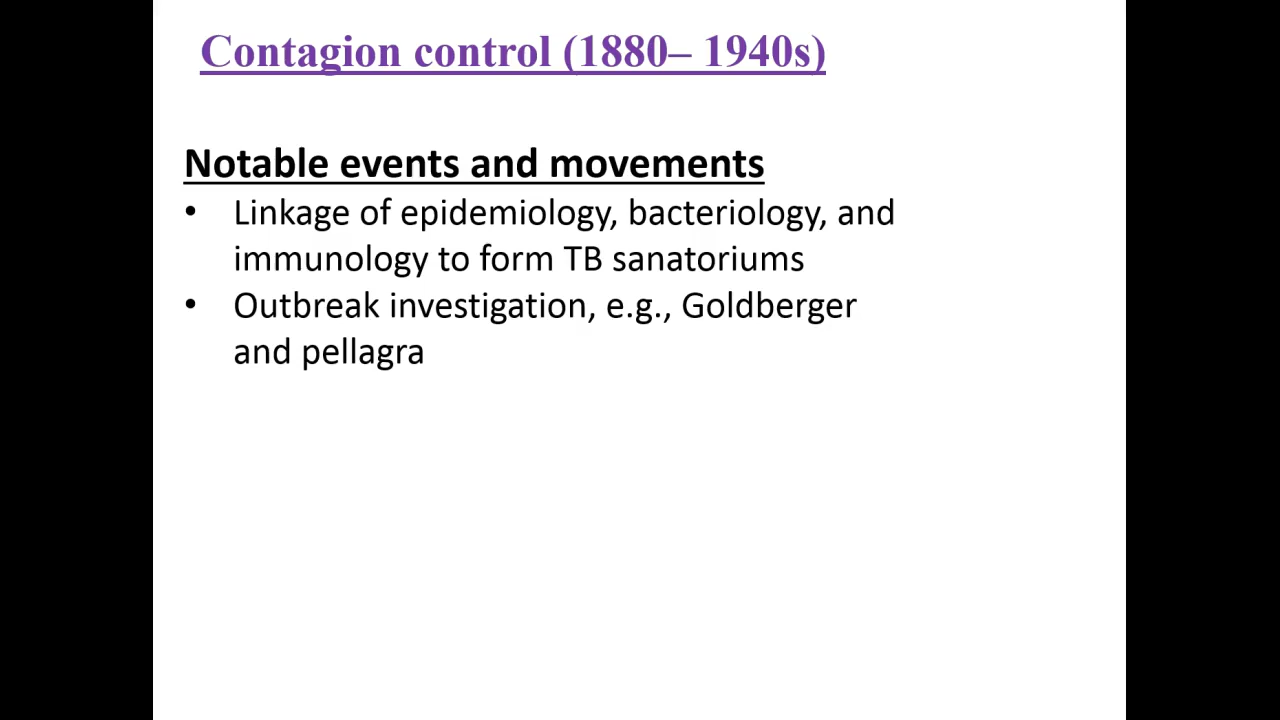 Contagion control (1880– 1940s)
Notable events and movements
• Linkage of epidemiology, bacteriology, and
immunology to form TB sanatoriums
• Outbreak investigation, e.g., Goldberger
and pellagra